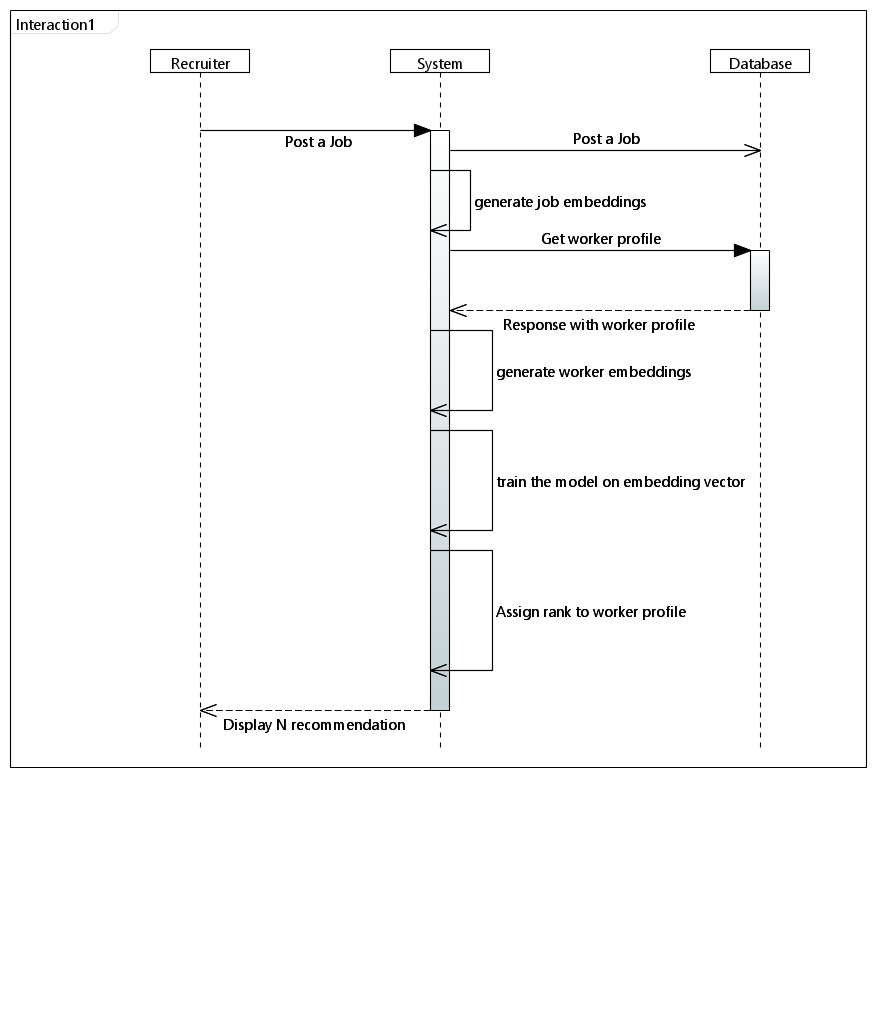 Interaction1
Recruiter
System
Database
Post a Job
Post a Job
generate job embeddings
Get worker profile
Response with worker profile
generate worker embeddings
train the model on embedding vector
Assign rank to worker profile
Display N recommendation